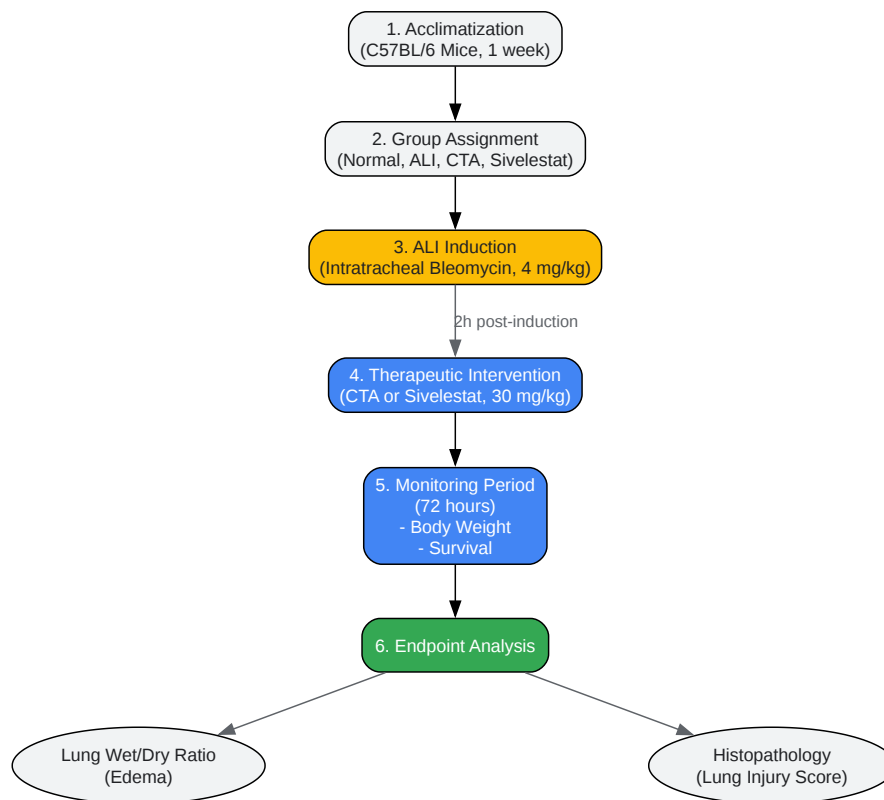 1. Acclimatization
(C57BL/6 Mice, 1 week)
2. Group Assignment
(Normal, ALI, CTA, Sivelestat)
3. ALI Induction
(Intratracheal Bleomycin, 4 mg/kg)
2h post-induction
4. Therapeutic Intervention
(CTA or Sivelestat, 30 mg/kg)
5. Monitoring Period
(72 hours)
- Body Weight
- Survival
6. Endpoint Analysis
Lung Wet/Dry Ratio
(Edema)
Histopathology
(Lung Injury Score)